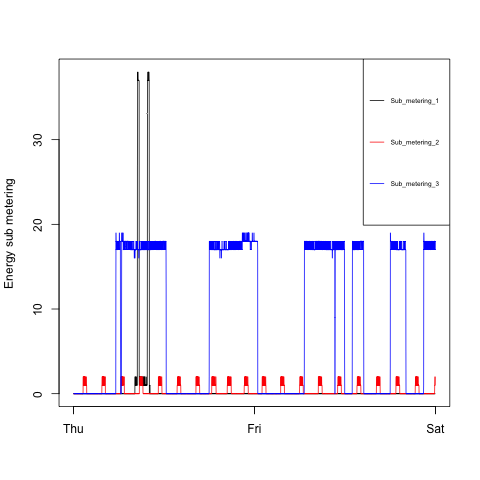 Sub_metering_1
Sub_metering_2
Sub_metering_3
Energy sub metering
30
20
10
0
Thu
Fri
Sat